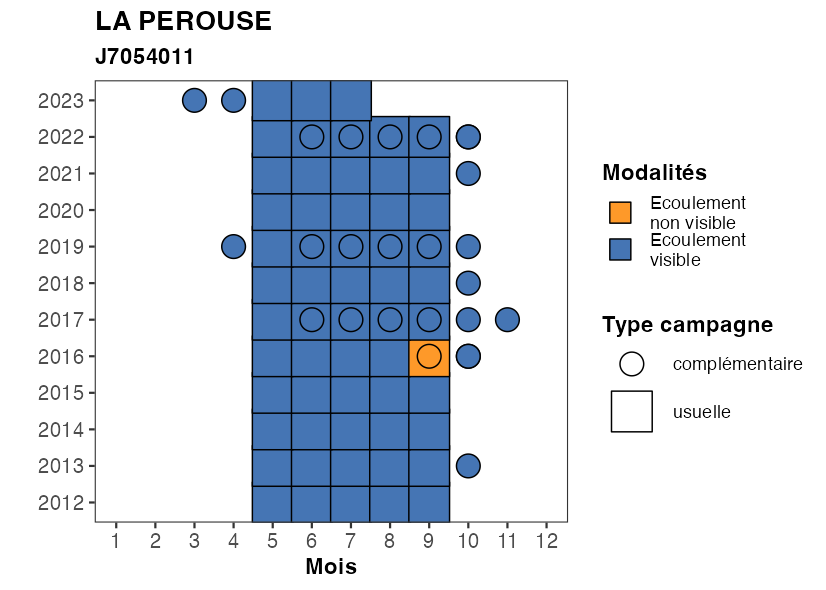 LA PEROUSE
J7054011
2023
2022
2021
2020
2019
2018
2017
2016
2015
2014
2013
2012
1 2 3 4 5 6 7 8 9 10 11 12
Mois
Modalités
Ecoulement
non visible
Ecoulement
visible
Type campagne
complémentaire
usuelle